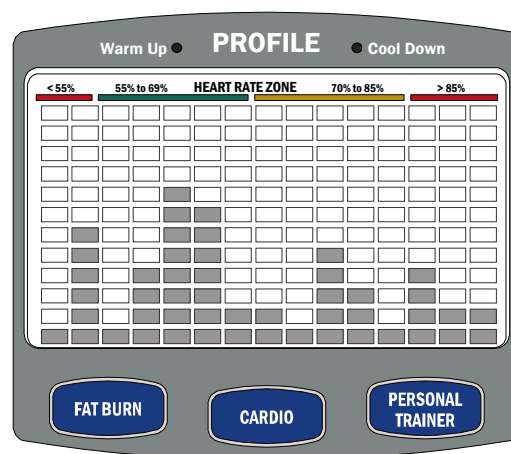 PROFILE
Warm Up
Cool Down
HEART RATE ZONE
< 55%
55% to 69%
70% to 85%
> 85%
FAT BURN
CARDIO
PERSONAL
TRAINER